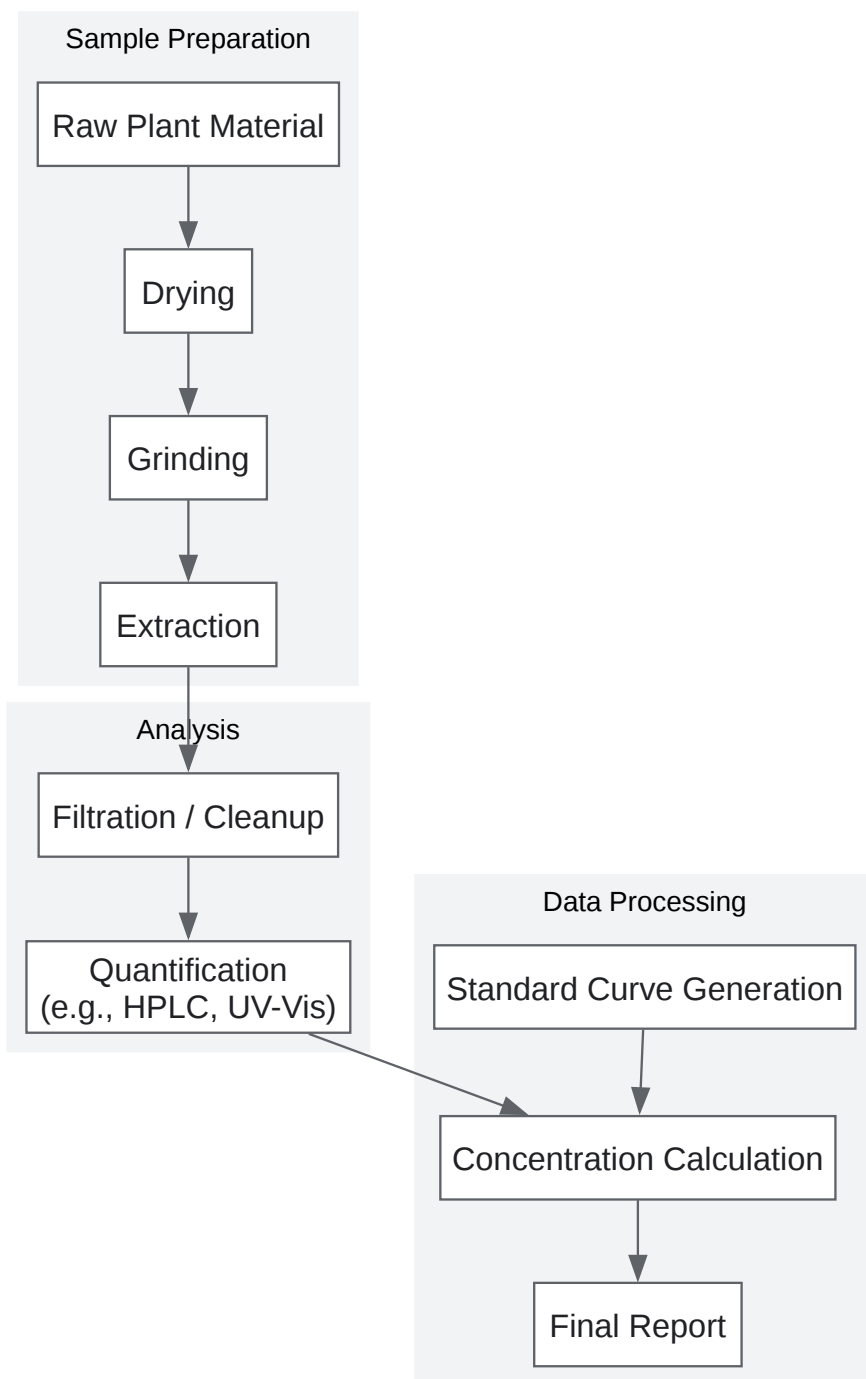 Sample Preparation
Raw Plant Material
Drying
Grinding
Extraction
Analysis
Filtration / Cleanup
Quantification
(e.g., HPLC, UV-Vis)
Data Processing
Standard Curve Generation
Concentration Calculation
Final Report